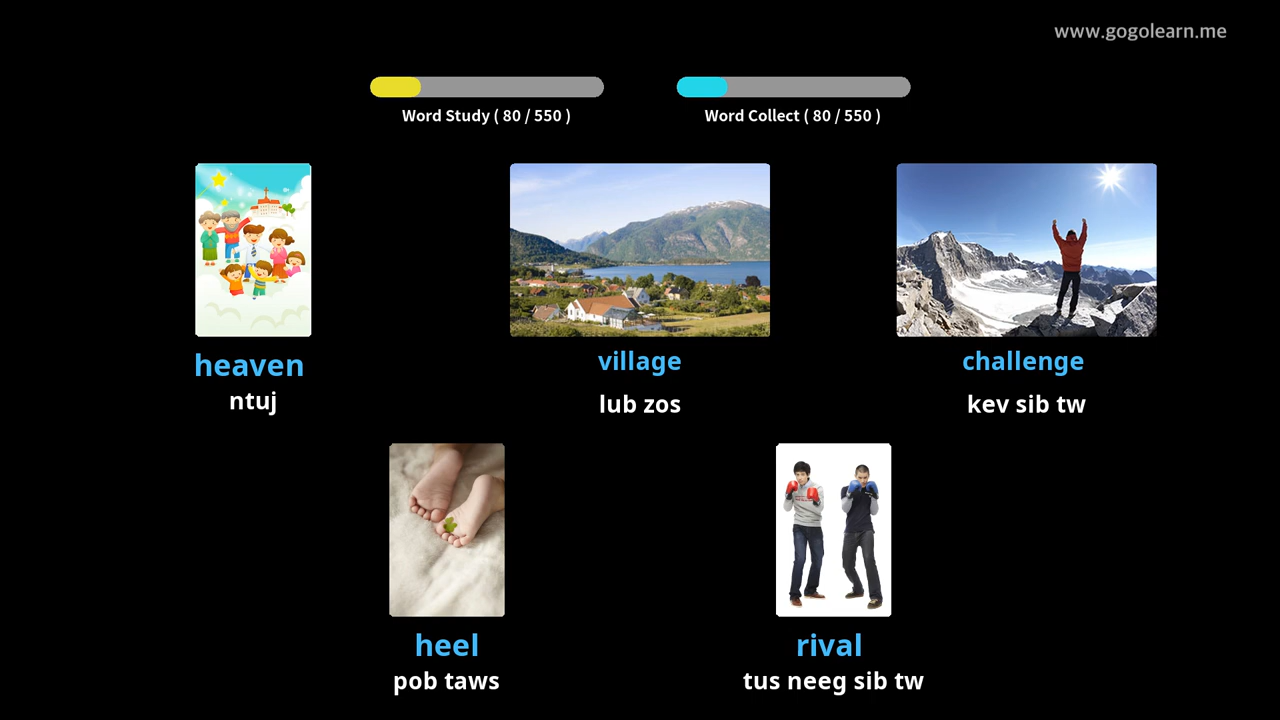 www.gogolearn.me
Word Study ( 80 / 550 )
Word Collect ( 80 / 550 )
heaven
ntuj
village
lub zos
challenge
kev sib tw
heel
pob taws
rival
tus neeg sib tw